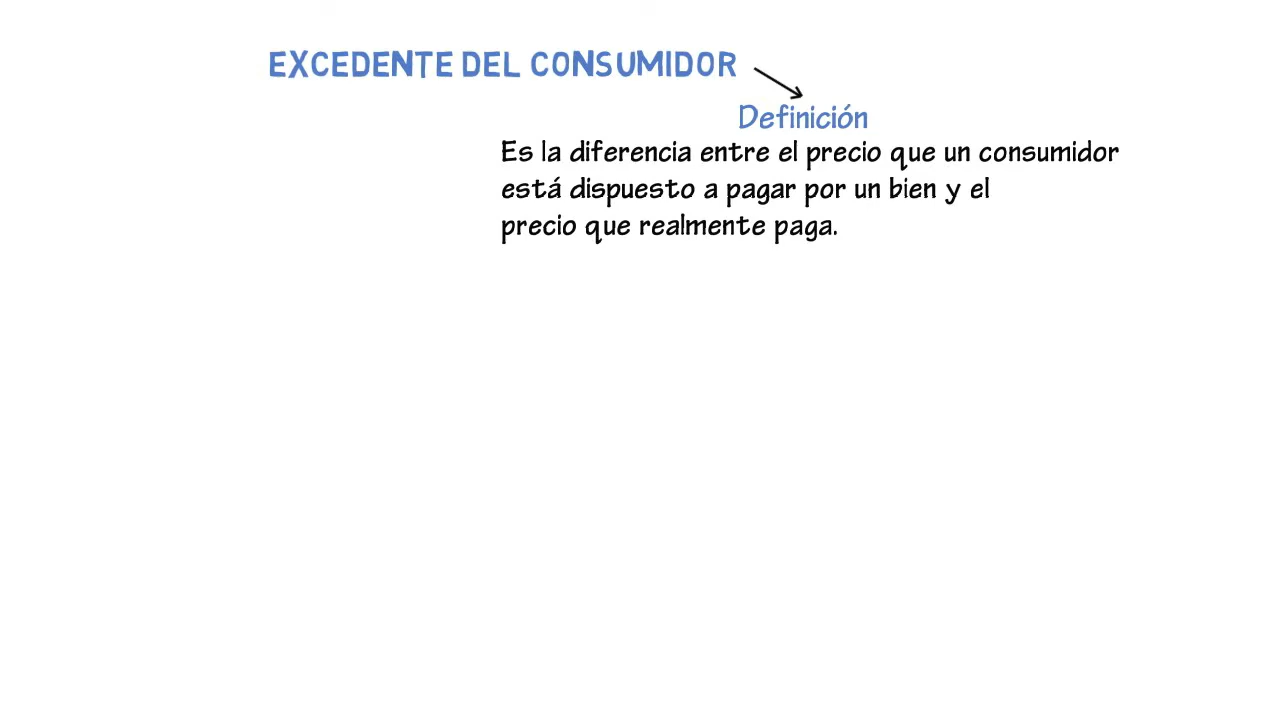 EXCEDENTE DEL CONSUMIDOR
Definición
Es la diferencia entre el precio que un consumidor
está dispuesto a pagar por un bien y el
precio que realmente paga.